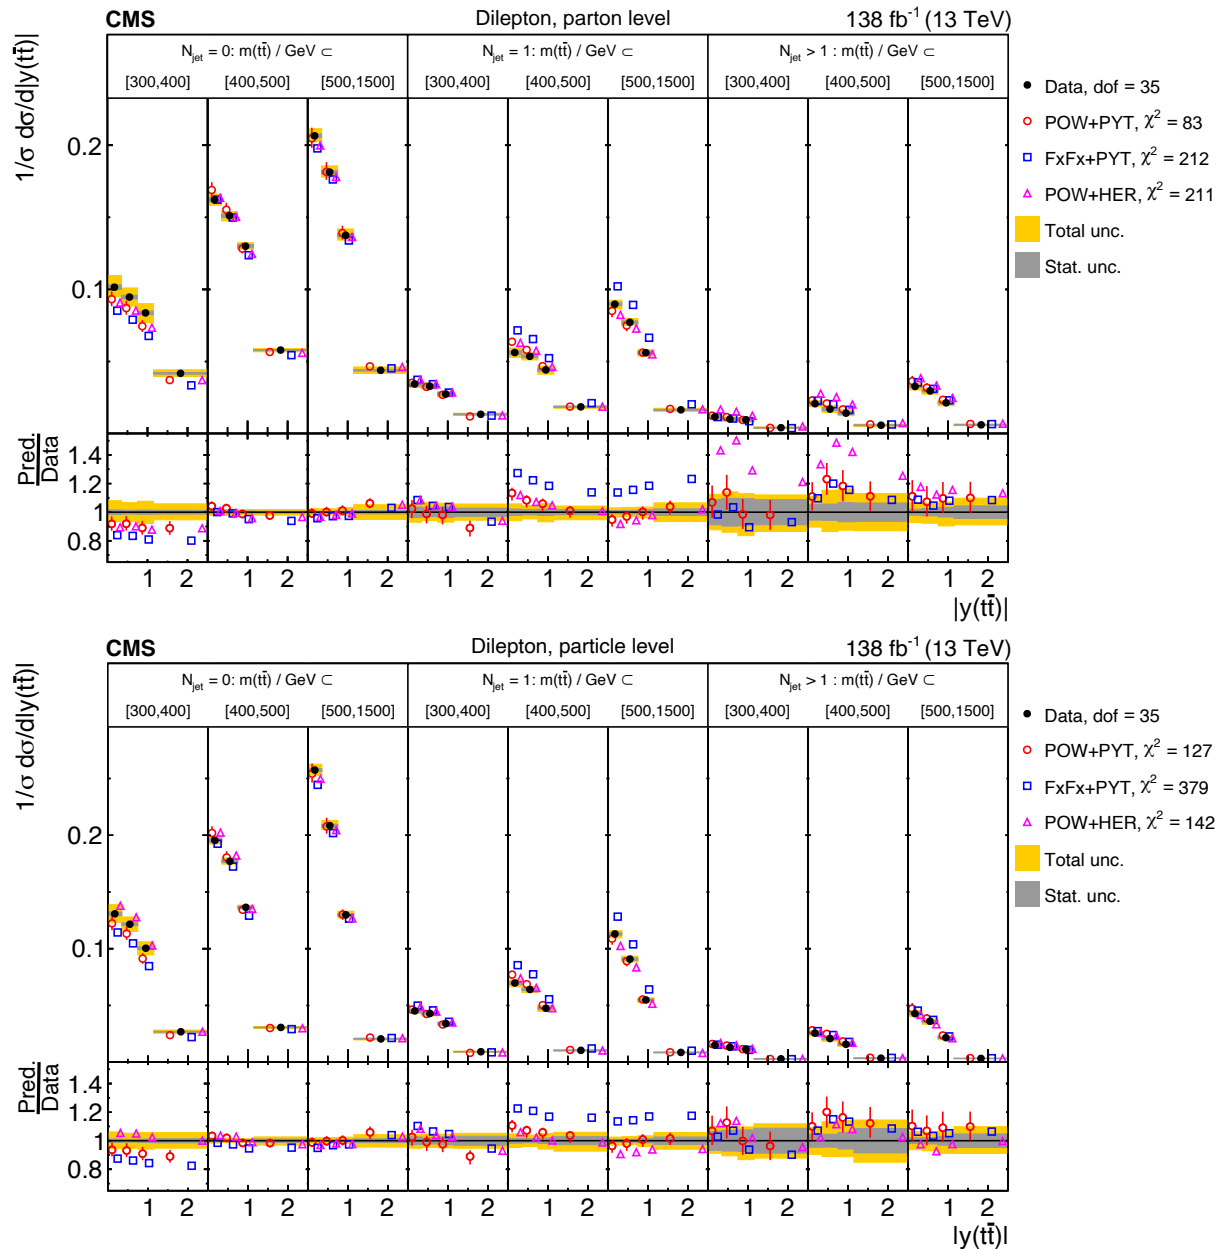 CMS Dilepton, parton level 138 fb⁻¹ (13 TeV)
N_jet = 0: m(tt̄) / GeV ⊂ N_jet = 1: m(tt̄) / GeV ⊂ N_jet > 1 : m(tt̄) / GeV ⊂
[300,400] [400,500] [500,1500] [300,400] [400,500] [500,1500] [300,400] [400,500] [500,1500]
1/σ dσ/d|y(tt̄)|
0.2
0.1
Data, dof = 35
POW+PYT, χ² = 83
FxFx+PYT, χ² = 212
POW+HER, χ² = 211
Total unc.
Stat. unc.
Pred.
Data
1.4
1.2
1
0.8
1 2 1 2 1 2 1 2 1 2 1 2 1 2 1 2 1 2
|y(tt̄)|
CMS Dilepton, particle level 138 fb⁻¹ (13 TeV)
N_jet = 0: m(tt̄) / GeV ⊂ N_jet = 1: m(tt̄) / GeV ⊂ N_jet > 1 : m(tt̄) / GeV ⊂
[300,400] [400,500] [500,1500] [300,400] [400,500] [500,1500] [300,400] [400,500] [500,1500]
1/σ dσ/d|y(tt̄)|
0.2
0.1
Data, dof = 35
POW+PYT, χ² = 127
FxFx+PYT, χ² = 379
POW+HER, χ² = 142
Total unc.
Stat. unc.
Pred.
Data
1.4
1.2
1
0.8
1 2 1 2 1 2 1 2 1 2 1 2 1 2 1 2 1 2
|y(tt̄)|